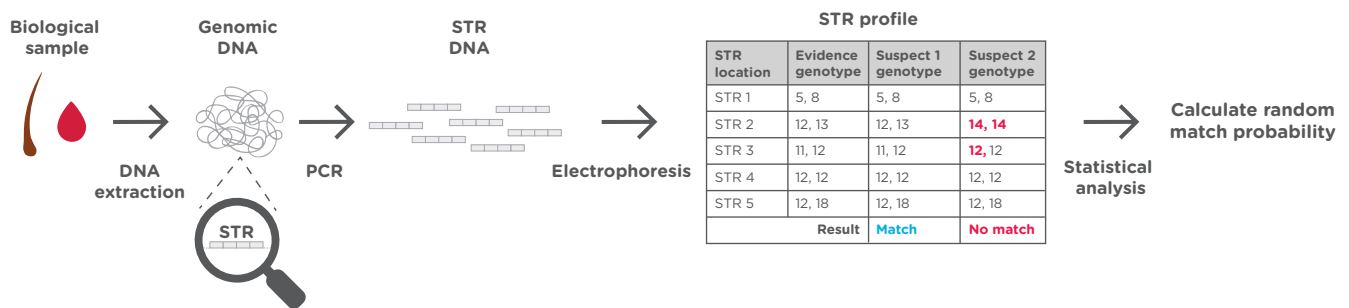 Biological
sample
DNA
extraction
Genomic
DNA
STR
PCR
STR
DNA
Electrophoresis
STR profile
STR location Evidence genotype Suspect 1 genotype Suspect 2 genotype
STR 1 5, 8 5, 8 5, 8
STR 2 12, 13 12, 13 14, 14
STR 3 11, 12 11, 12 12, 12
STR 4 12, 12 12, 12 12, 12
STR 5 12, 18 12, 18 12, 18
Result Match No match
Statistical
analysis
Calculate random
match probability